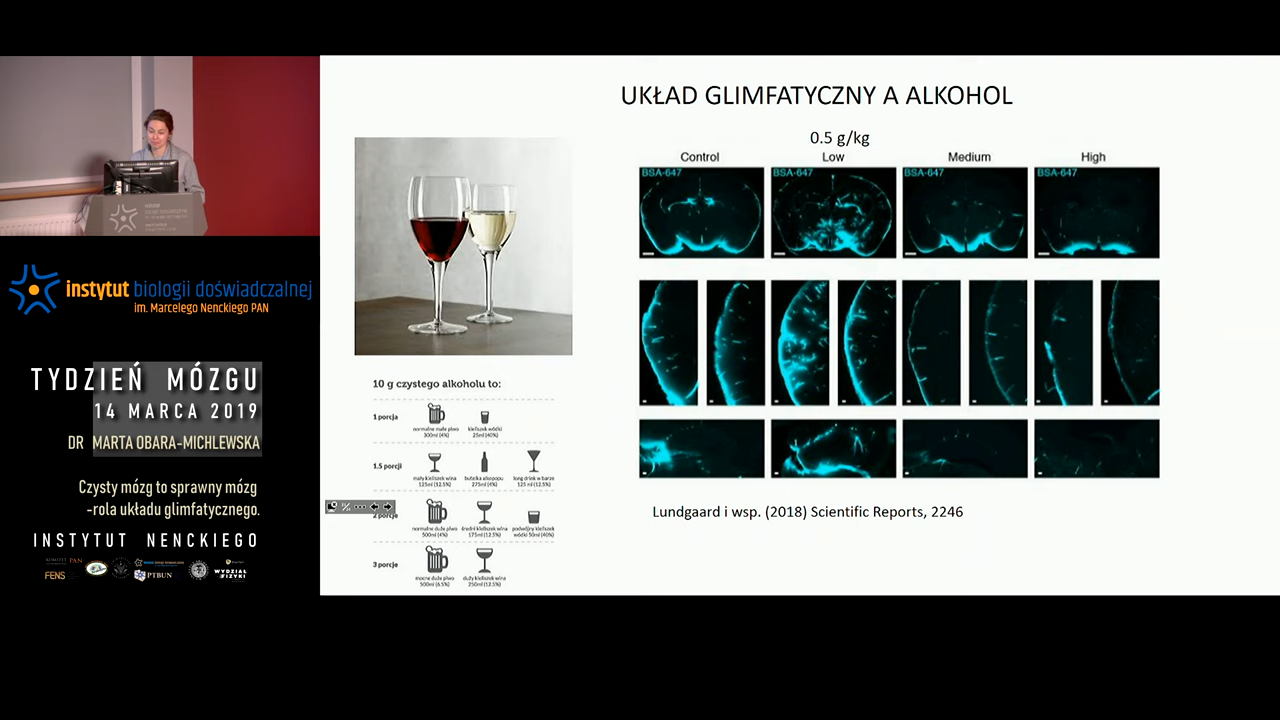 instytut biologii doświadczalnej
im. Marcelego Nenckiego PAN
TYDZIEŃ MÓZGU
14 MARCA 2019
DR MARTA OBARA-MICHLEWSKA
Czysty mózg to sprawny mózg
-rola układu glimfatycznego.
INSTYTUT NENCKIEGO
PAN
FENS
PTBUN
WYDZIAŁ
FIZYKI
UKŁAD GLIMFATYCZNY A ALKOHOL
0.5 g/kg
Control Low Medium High
BSA-647 BSA-647 BSA-647 BSA-647
Lundgaard i wsp. (2018) Scientific Reports, 2246
10 g czystego alkoholu to:
1 porcja
normalne małe piwo
300ml (4%)
kieliszek wódki
25ml (40%)
1.5 porcji
mały kieliszek wina
125ml (12.5%)
butelka alkopopu
275ml (4%)
long drink w barze
125 ml (12.5%)
2 porcje
normalne duże piwo
500ml (4%)
średni kieliszek wina
175ml (12.5%)
podwójny kieliszek
wódki 50ml (40%)
3 porcje
mocne duże piwo
500ml (6.5%)
duży kieliszek wina
250ml (12.5%)